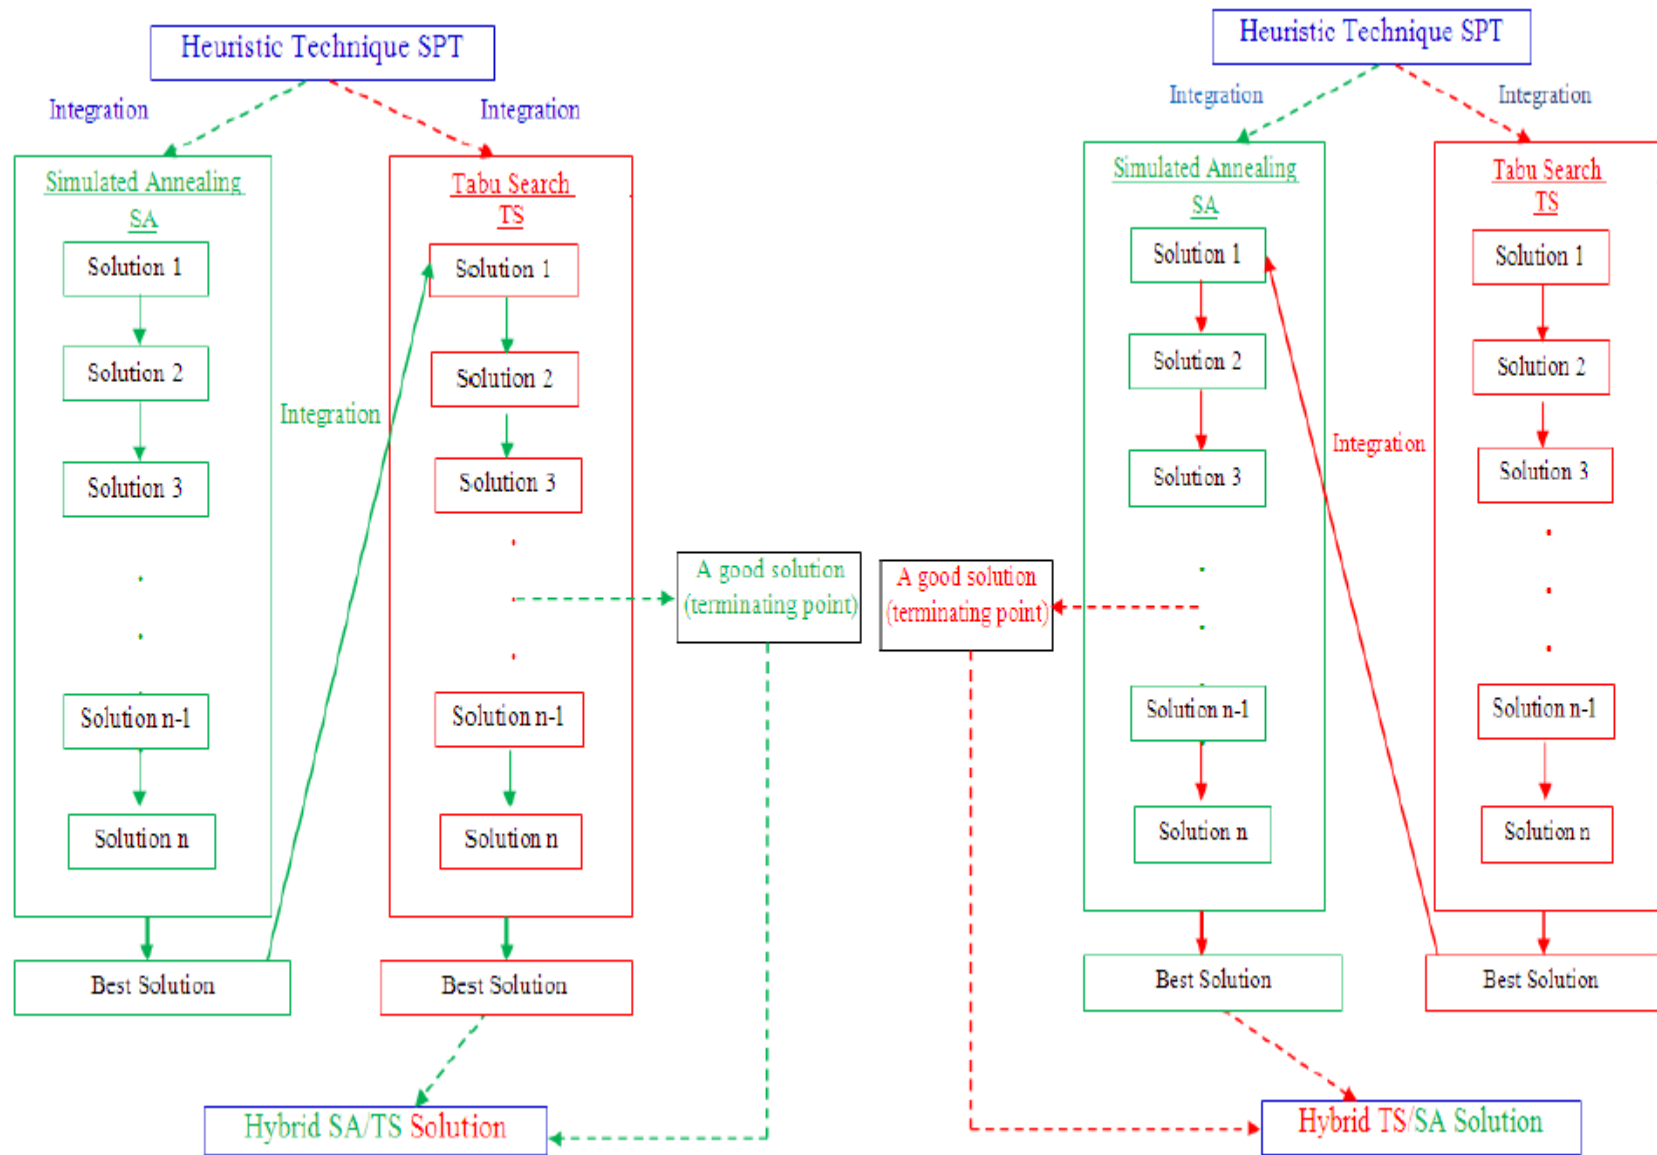 Heuristic Technique SPT
Integration
Integration
Simulated Annealing
SA
Solution 1
Solution 2
Solution 3
Solution n-1
Solution n
Best Solution
Integration
Tabu Search
TS
Solution 1
Solution 2
Solution 3
Solution n-1
Solution n
Best Solution
A good solution
(terminating point)
Hybrid SA/TS Solution
Heuristic Technique SPT
Integration
Integration
A good solution
(terminating point)
Simulated Annealing
SA
Solution 1
Solution 2
Solution 3
Solution n-1
Solution n
Best Solution
Integration
Tabu Search
TS
Solution 1
Solution 2
Solution 3
Solution n-1
Solution n
Best Solution
Hybrid TS/SA Solution